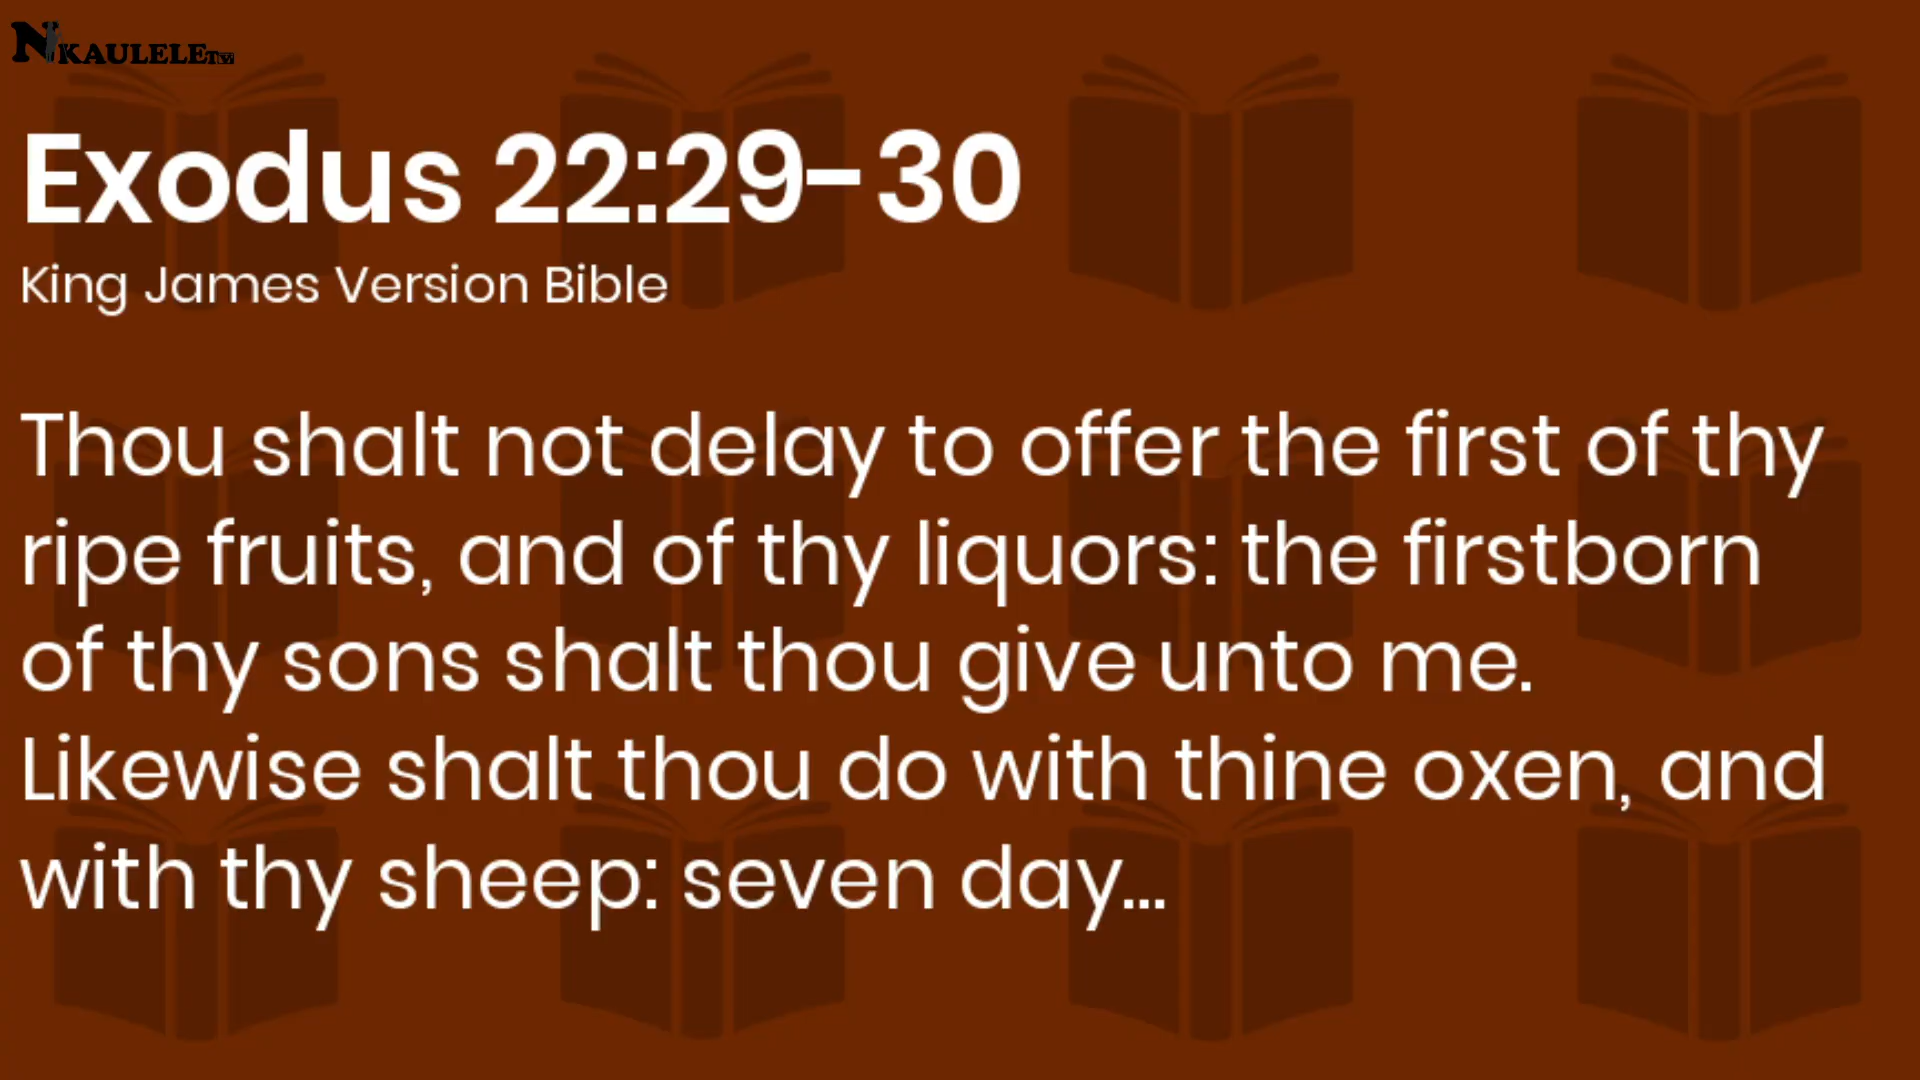 NKAULELETV
Exodus 22:29-30
King James Version Bible
Thou shalt not delay to offer the first of thy
ripe fruits, and of thy liquors: the firstborn
of thy sons shalt thou give unto me.
Likewise shalt thou do with thine oxen, and
with thy sheep: seven day...